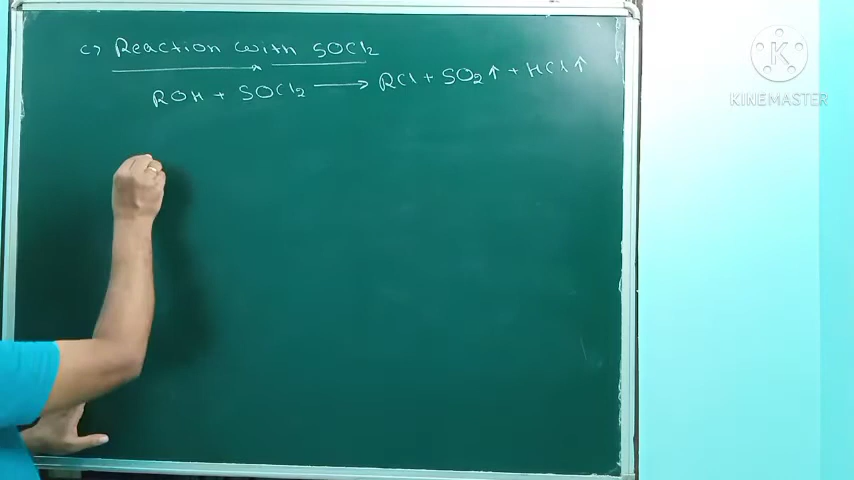 c) Reaction with SOCl2
ROH + SOCl2 → RCl + SO2 ↑ + HCl ↑
K
KINEMASTER